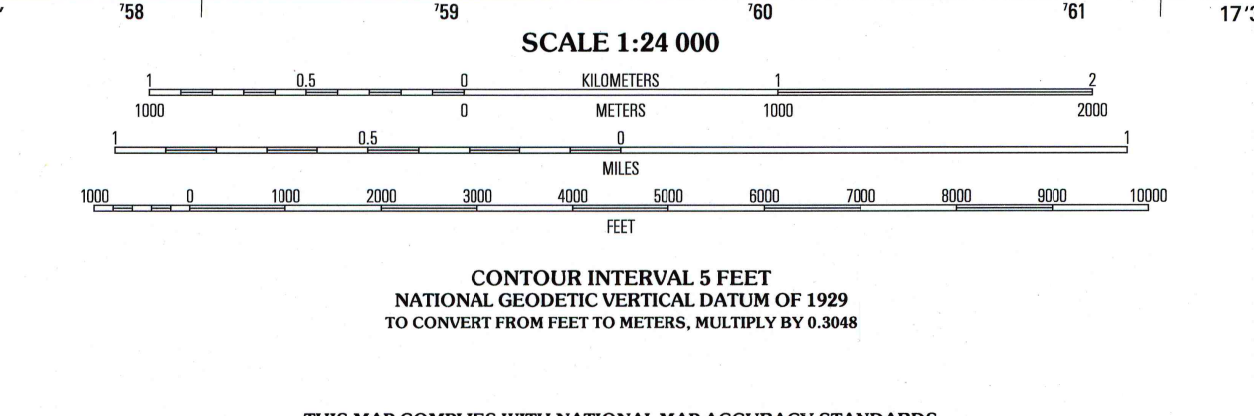 ⁷58 ⁷59 ⁷60 ⁷61
SCALE 1:24 000
1 0.5 0 KILOMETERS 1 2
1000 0 METERS 1000 2000
1 0.5 0 1
MILES
1000 0 1000 2000 3000 4000 5000 6000 7000 8000 9000 10000
FEET
CONTOUR INTERVAL 5 FEET
NATIONAL GEODETIC VERTICAL DATUM OF 1929
TO CONVERT FROM FEET TO METERS, MULTIPLY BY 0.3048
THIS MAP COMPLIES WITH NATIONAL MAP ACCURACY STANDARDS